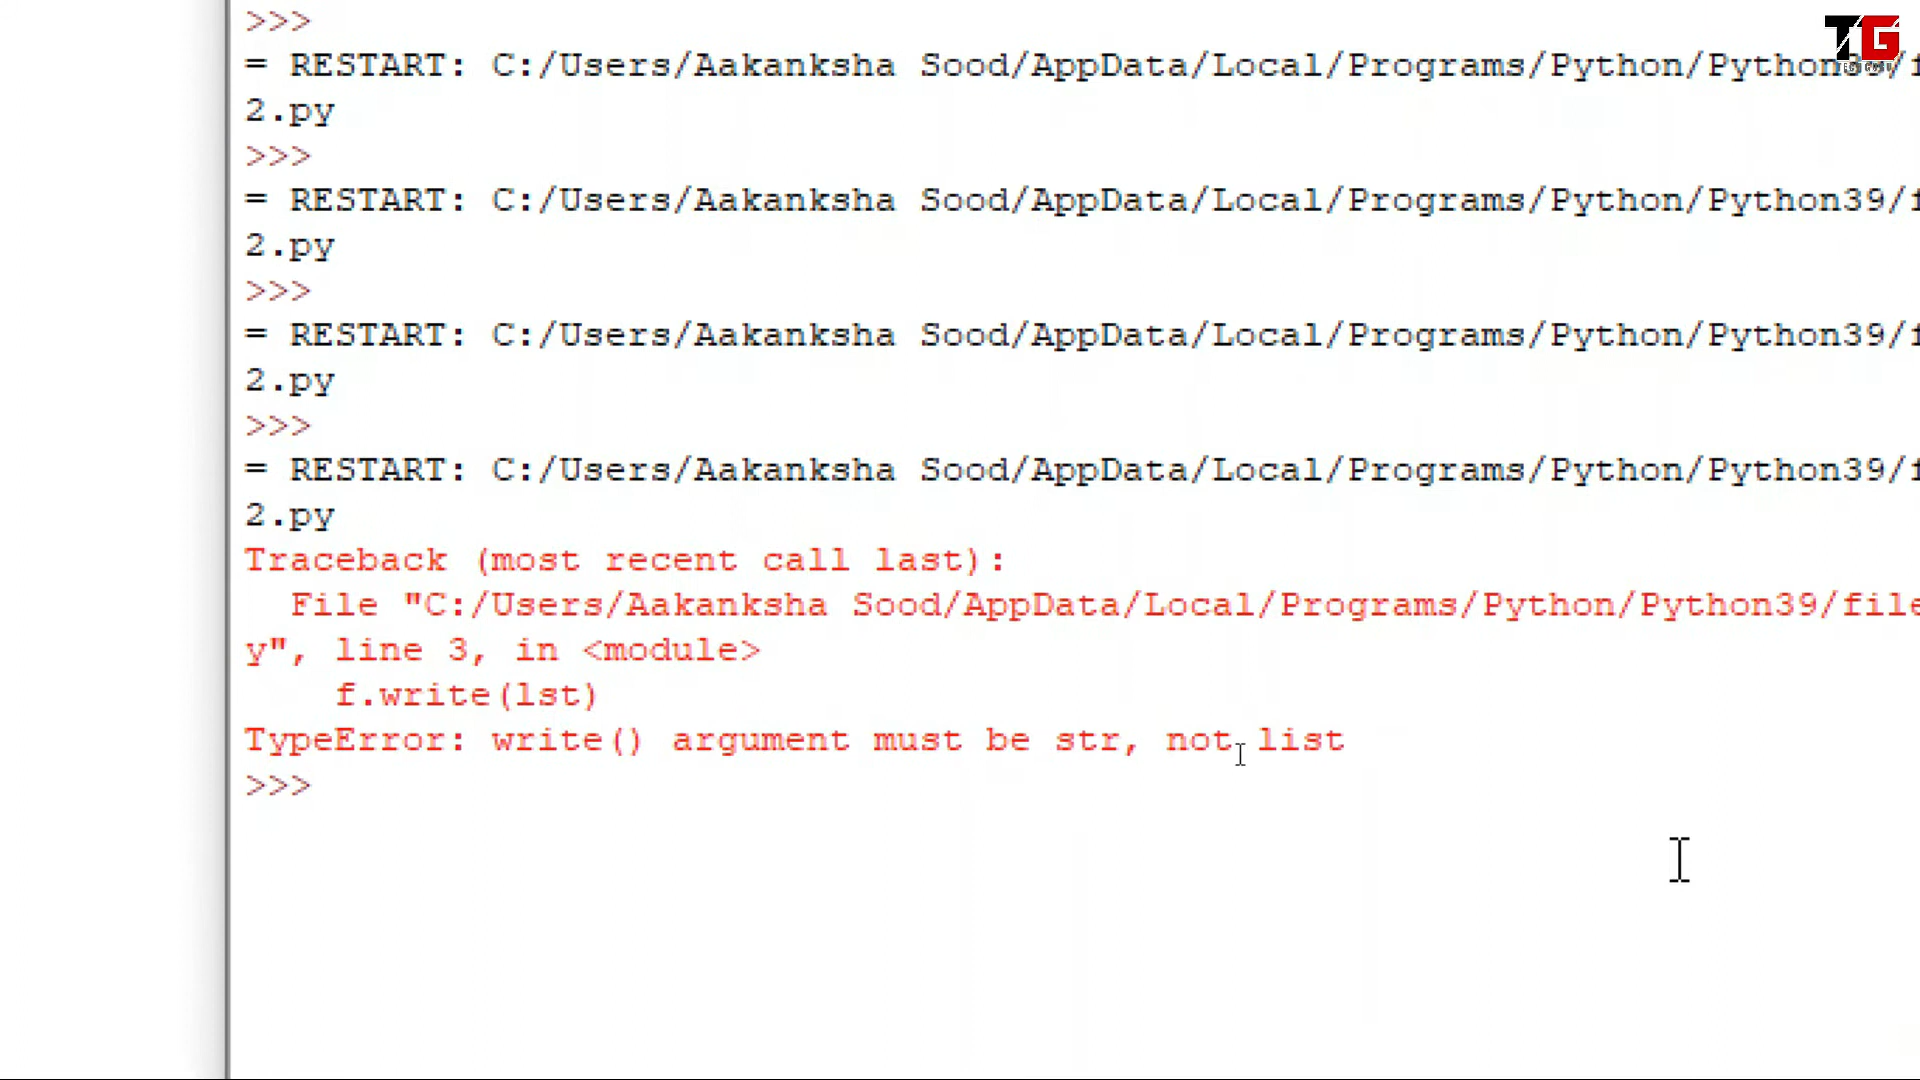 >>>
= RESTART: C:/Users/Aakanksha Sood/AppData/Local/Programs/Python/Python39/f
2.py
>>>
= RESTART: C:/Users/Aakanksha Sood/AppData/Local/Programs/Python/Python39/f
2.py
>>>
= RESTART: C:/Users/Aakanksha Sood/AppData/Local/Programs/Python/Python39/f
2.py
>>>
= RESTART: C:/Users/Aakanksha Sood/AppData/Local/Programs/Python/Python39/f
2.py
Traceback (most recent call last):
  File "C:/Users/Aakanksha Sood/AppData/Local/Programs/Python/Python39/file
y", line 3, in <module>
    f.write(lst)
TypeError: write() argument must be str, not list
>>>
TG